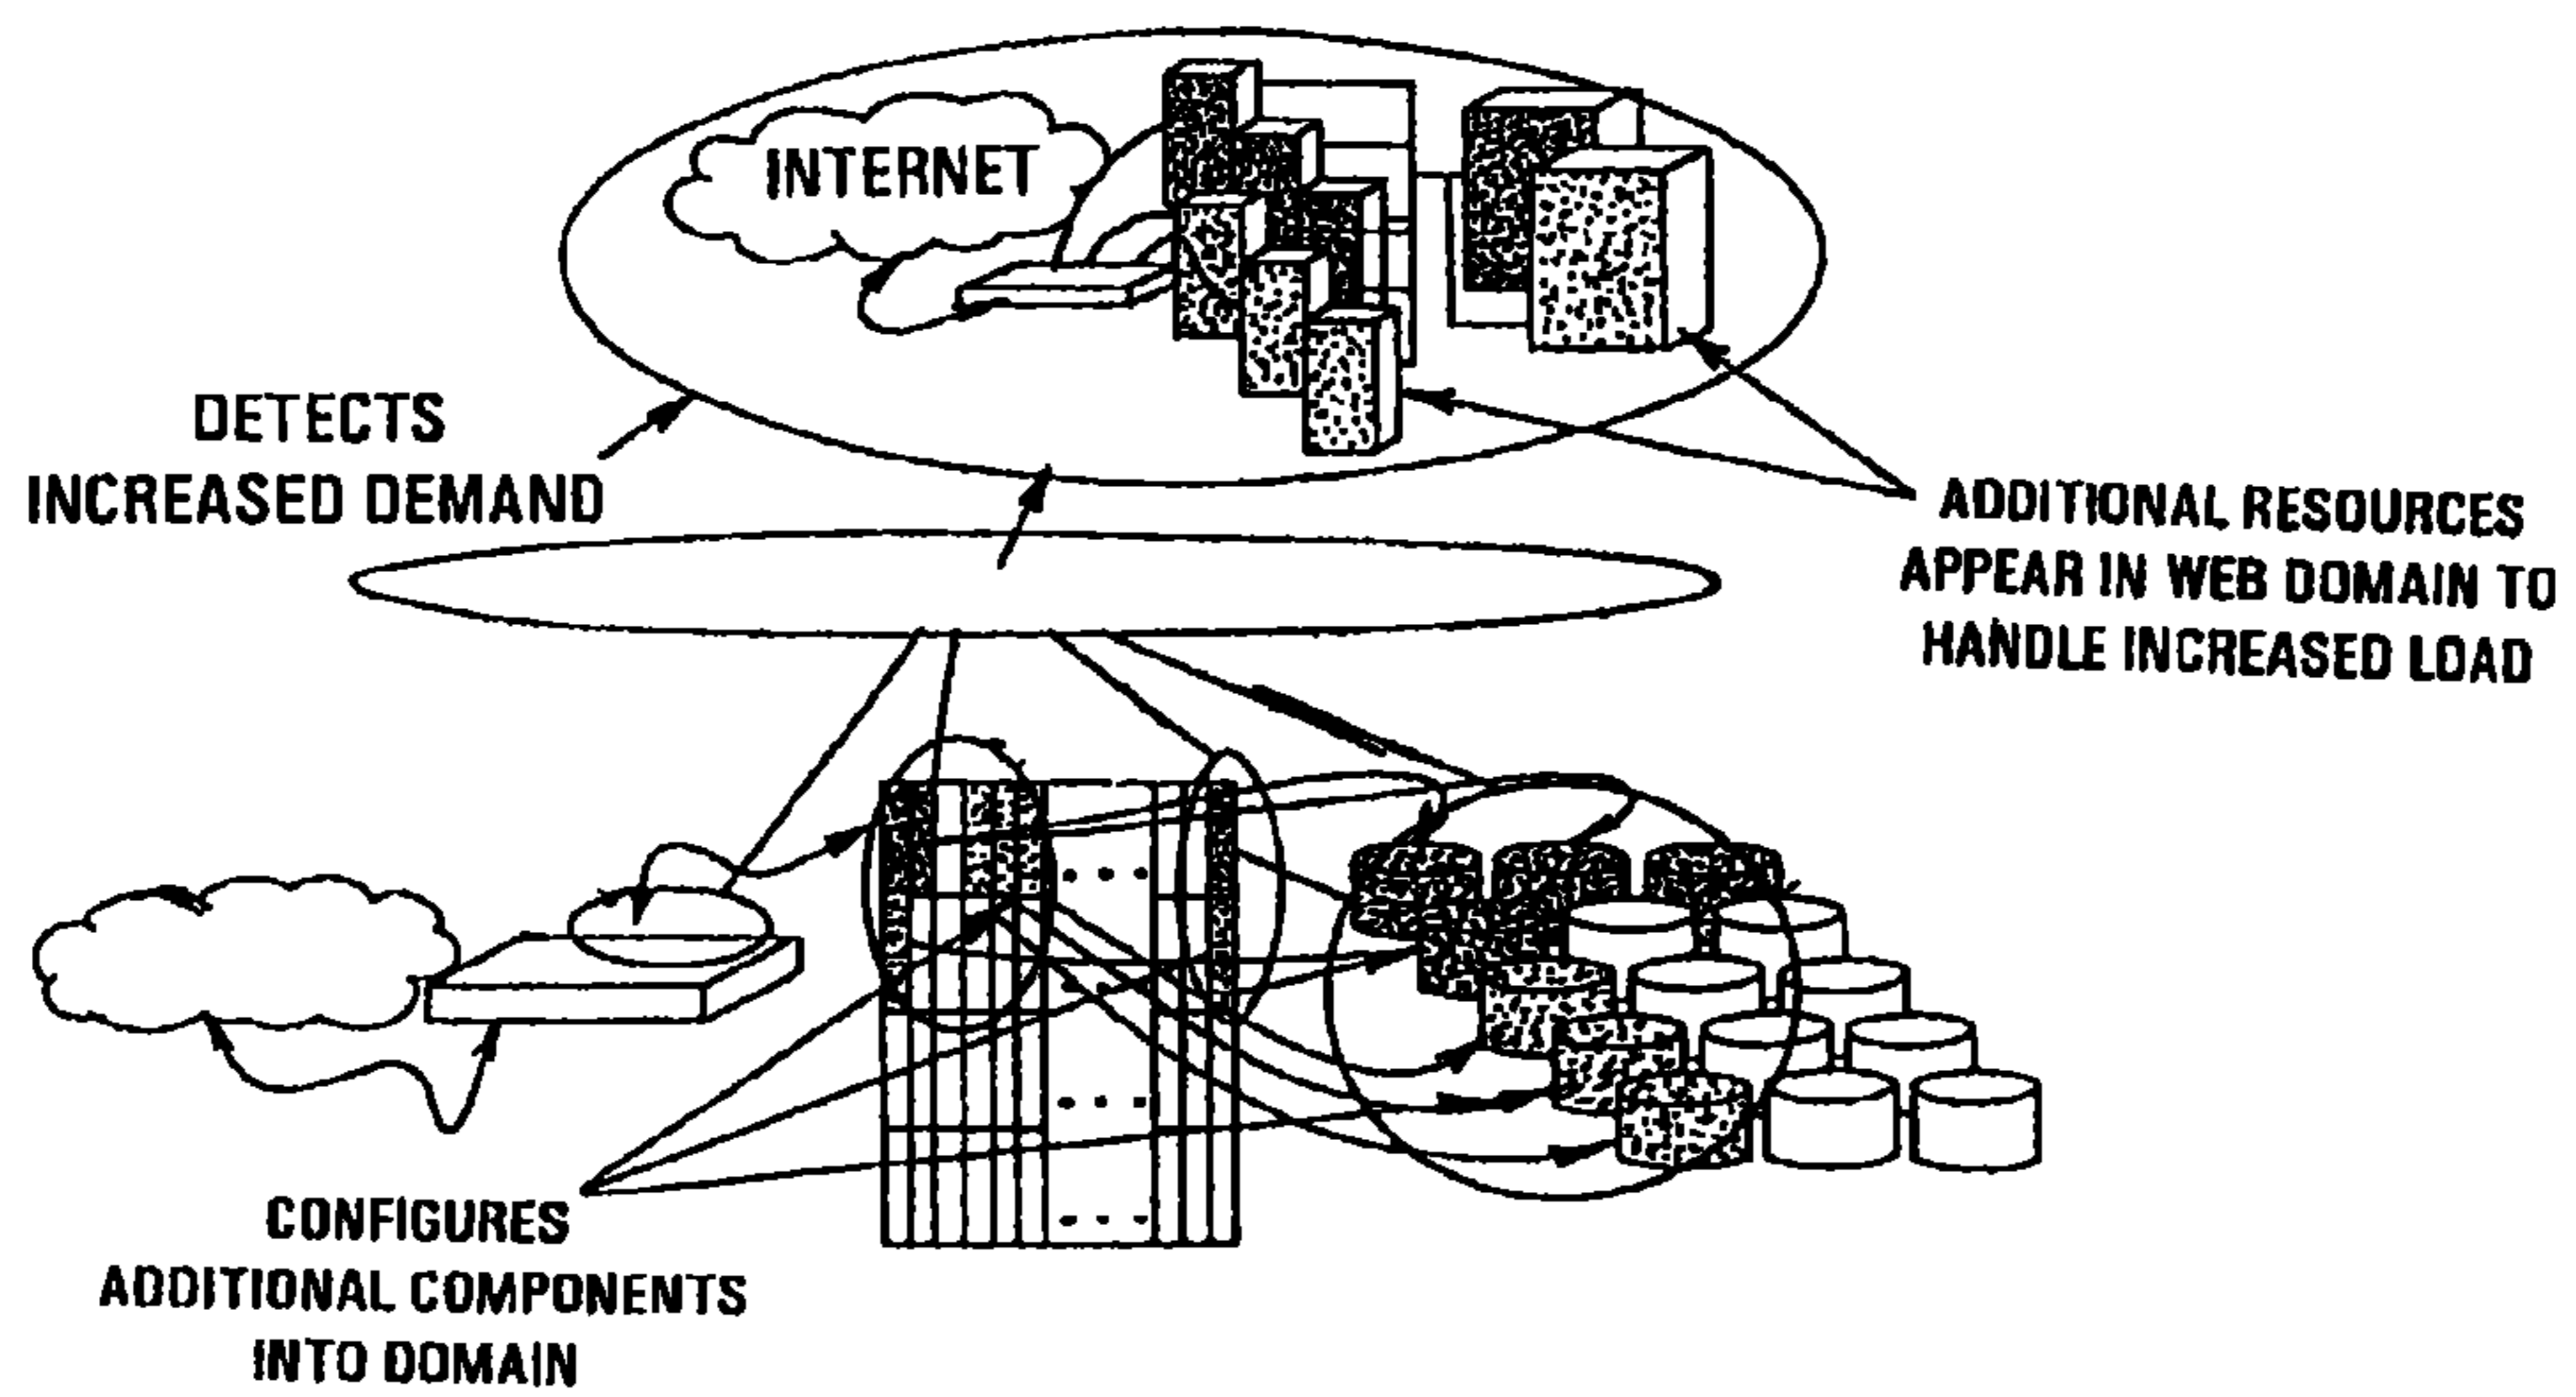 INTERNET
DETECTS
INCREASED DEMAND
ADDITIONAL RESOURCES
APPEAR IN WEB DOMAIN TO
HANDLE INCREASED LOAD
CONFIGURES
ADDITIONAL COMPONENTS
INTO DOMAIN